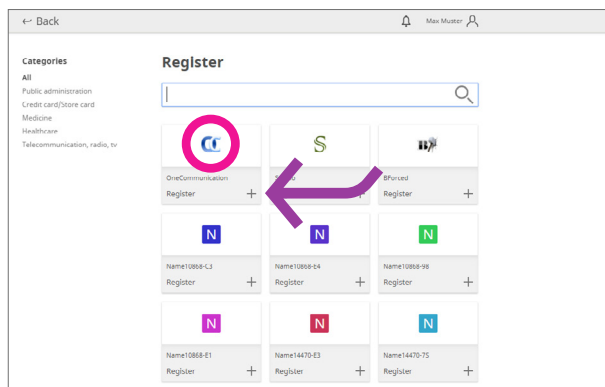 ← Back
Max Muster
Categories
All
Public administration
Credit card/Store card
Medicine
Healthcare
Telecommunication, radio, tv
Register
CC
S
OneCommunication
BForced
Register +
Register +
N
N
N
Name10868-C3
Name10868-E4
Name10868-98
Register +
Register +
Register +
N
N
N
Name10868-E1
Name14470-E3
Name14470-75
Register +
Register +
Register +